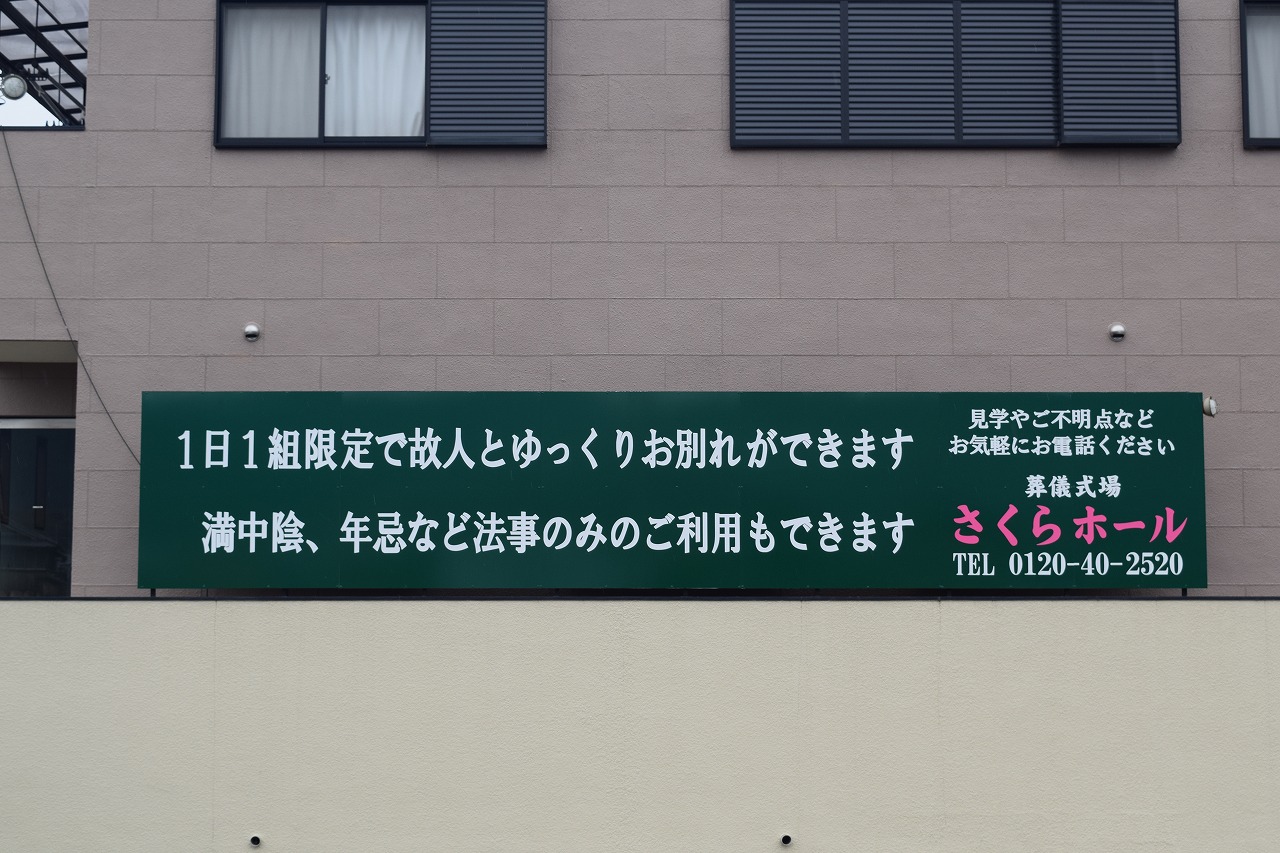 1日1組限定で故人とゆっくりお別れができます
満中陰、年忌など法事のみのご利用もできます
見学やご不明点など
お気軽にお電話ください
葬儀式場
さくらホール
TEL 0120-40-2520